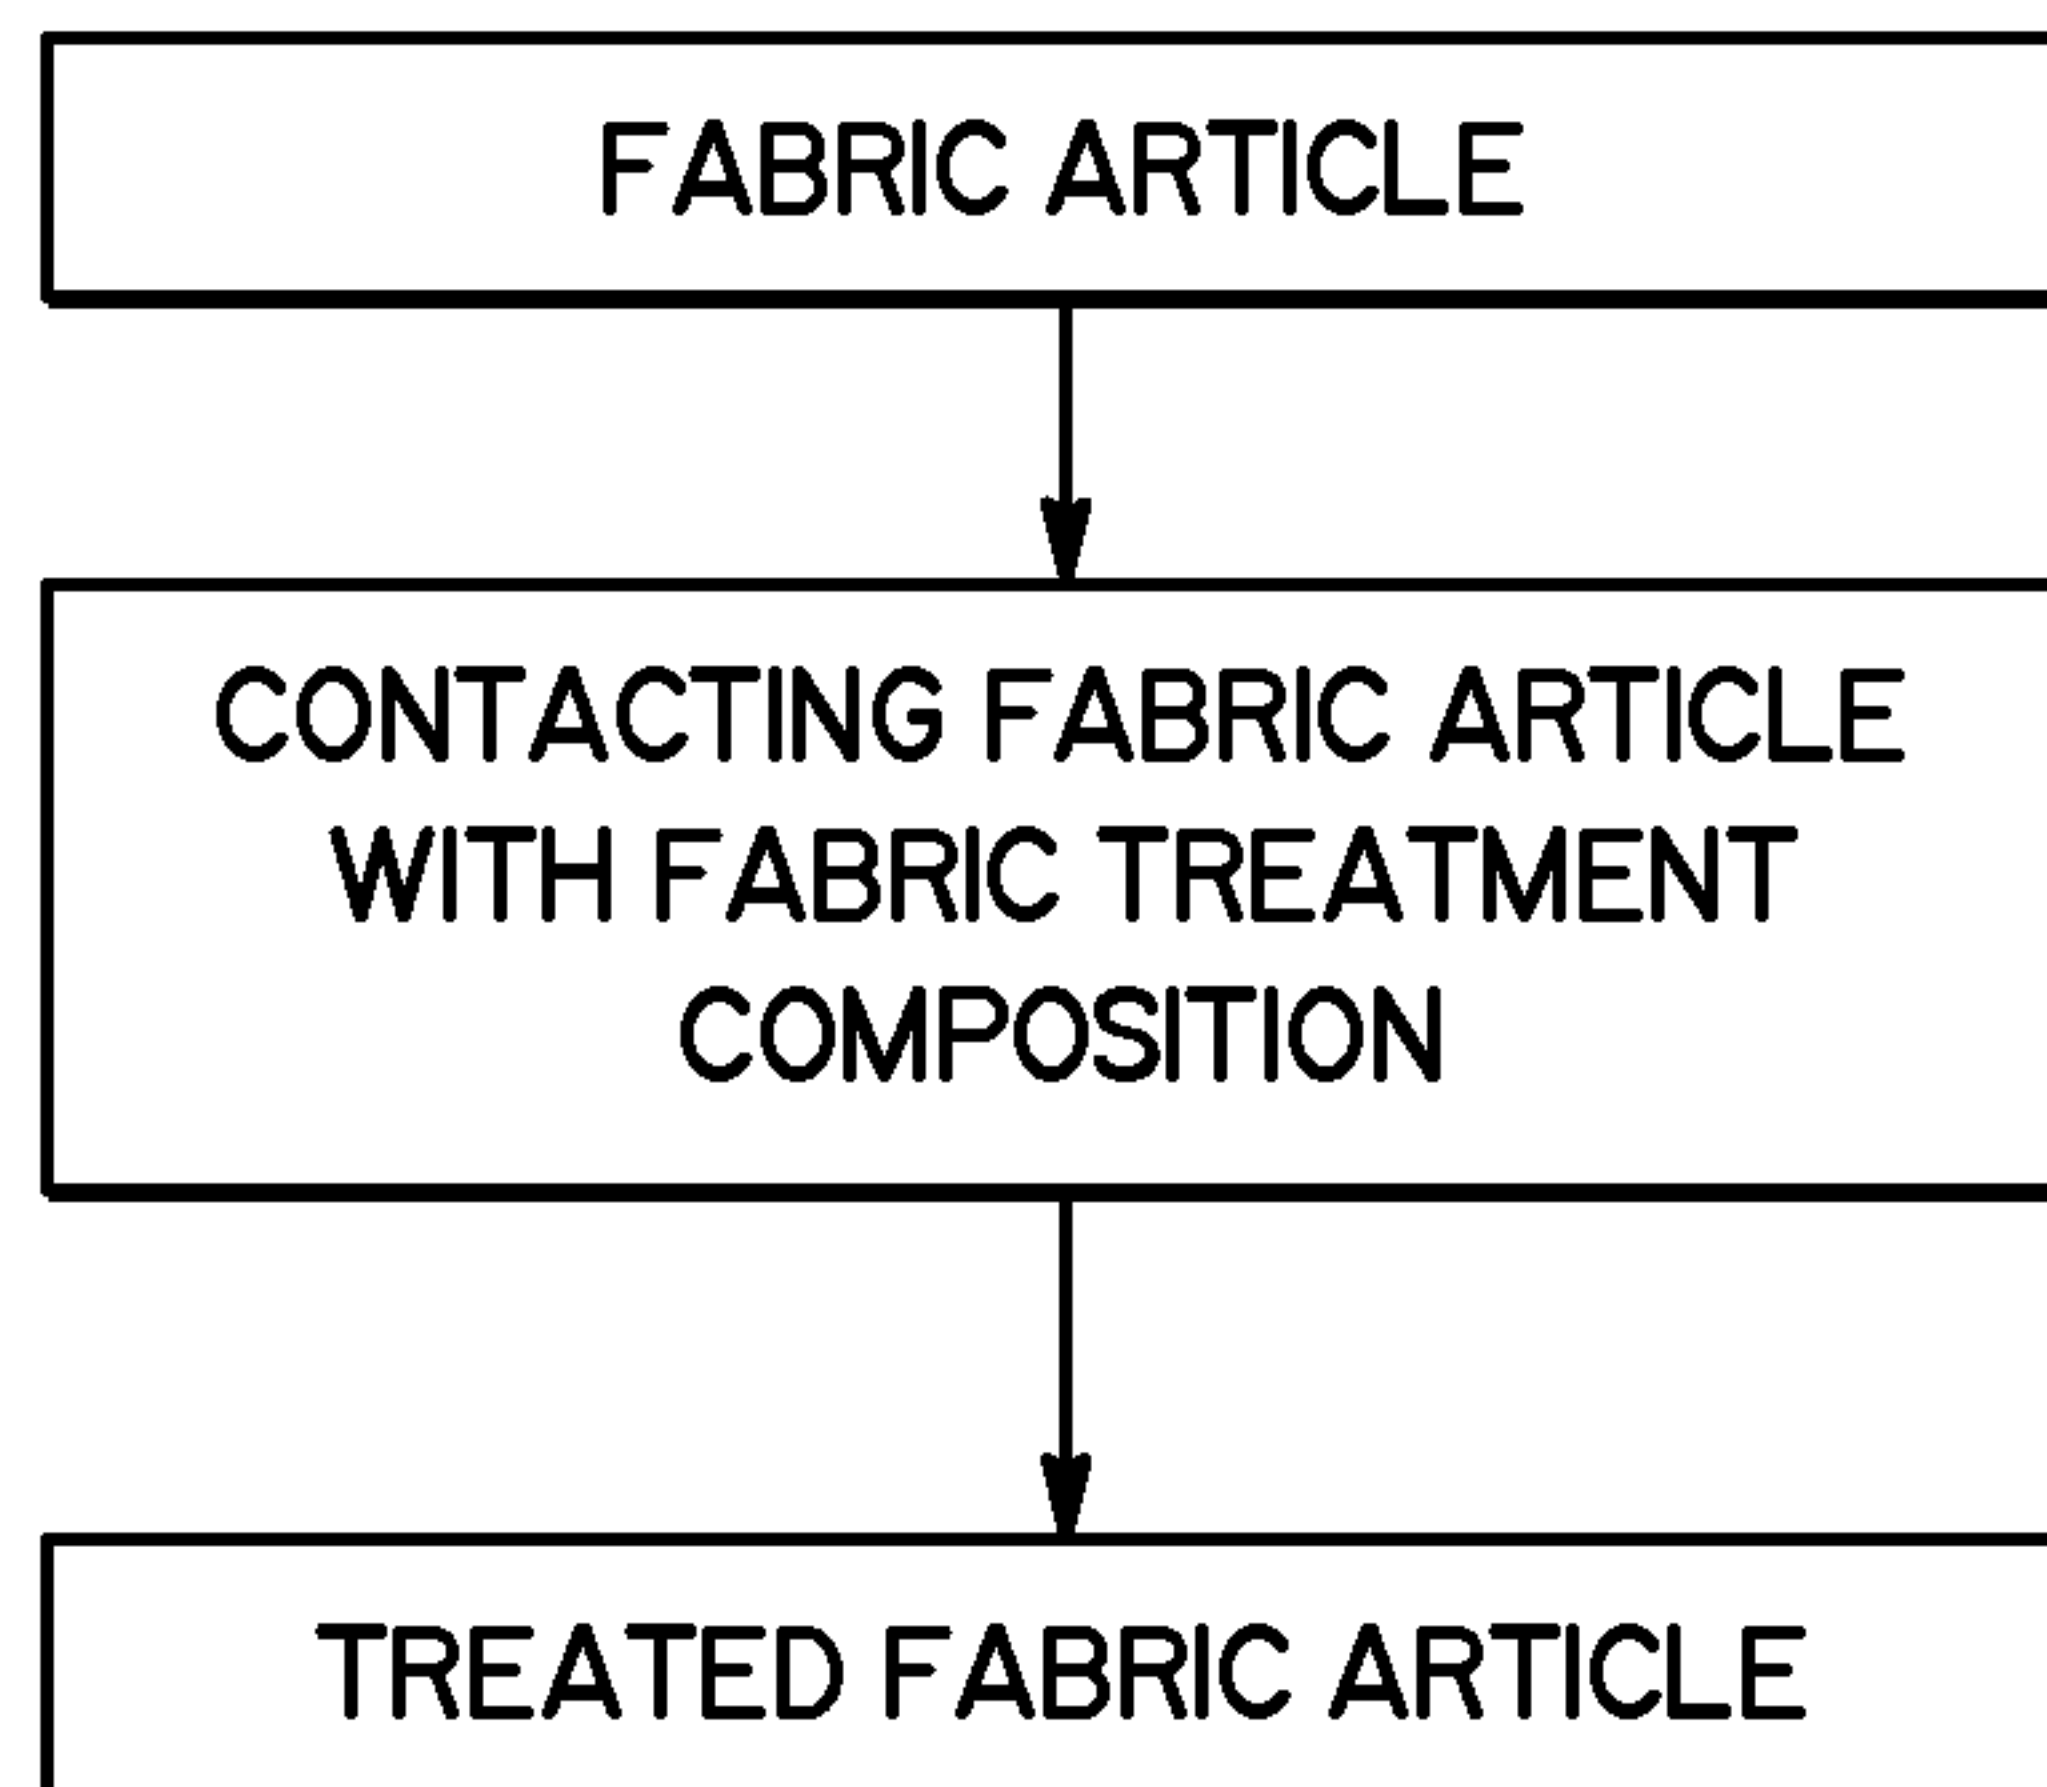 FABRIC ARTICLE
CONTACTING FABRIC ARTICLE
WITH FABRIC TREATMENT
COMPOSITION
TREATED FABRIC ARTICLE